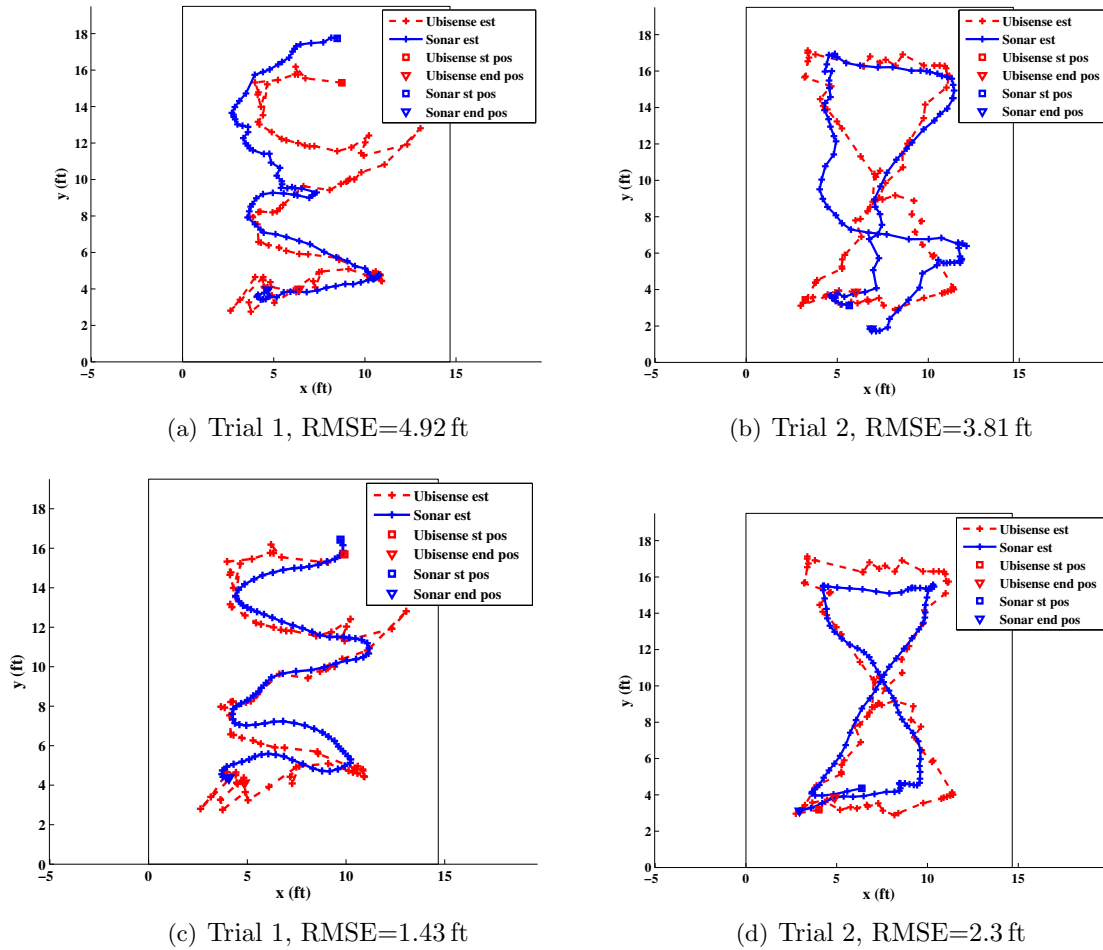 18
16
14
12
10
8
6
4
2
0
y (ft)
−5
0
5
10
15
x (ft)
Ubisense est
Sonar est
Ubisense st pos
Ubisense end pos
Sonar st pos
Sonar end pos
(a) Trial 1, RMSE=4.92 ft
18
16
14
12
10
8
6
4
2
0
y (ft)
−5
0
5
10
15
x (ft)
Ubisense est
Sonar est
Ubisense st pos
Ubisense end pos
Sonar st pos
Sonar end pos
(b) Trial 2, RMSE=3.81 ft
18
16
14
12
10
8
6
4
2
0
y (ft)
−5
0
5
10
15
x (ft)
Ubisense est
Sonar est
Ubisense st pos
Ubisense end pos
Sonar st pos
Sonar end pos
(c) Trial 1, RMSE=1.43 ft
18
16
14
12
10
8
6
4
2
0
y (ft)
−5
0
5
10
15
x (ft)
Ubisense est
Sonar est
Ubisense st pos
Ubisense end pos
Sonar st pos
Sonar end pos
(d) Trial 2, RMSE=2.3 ft